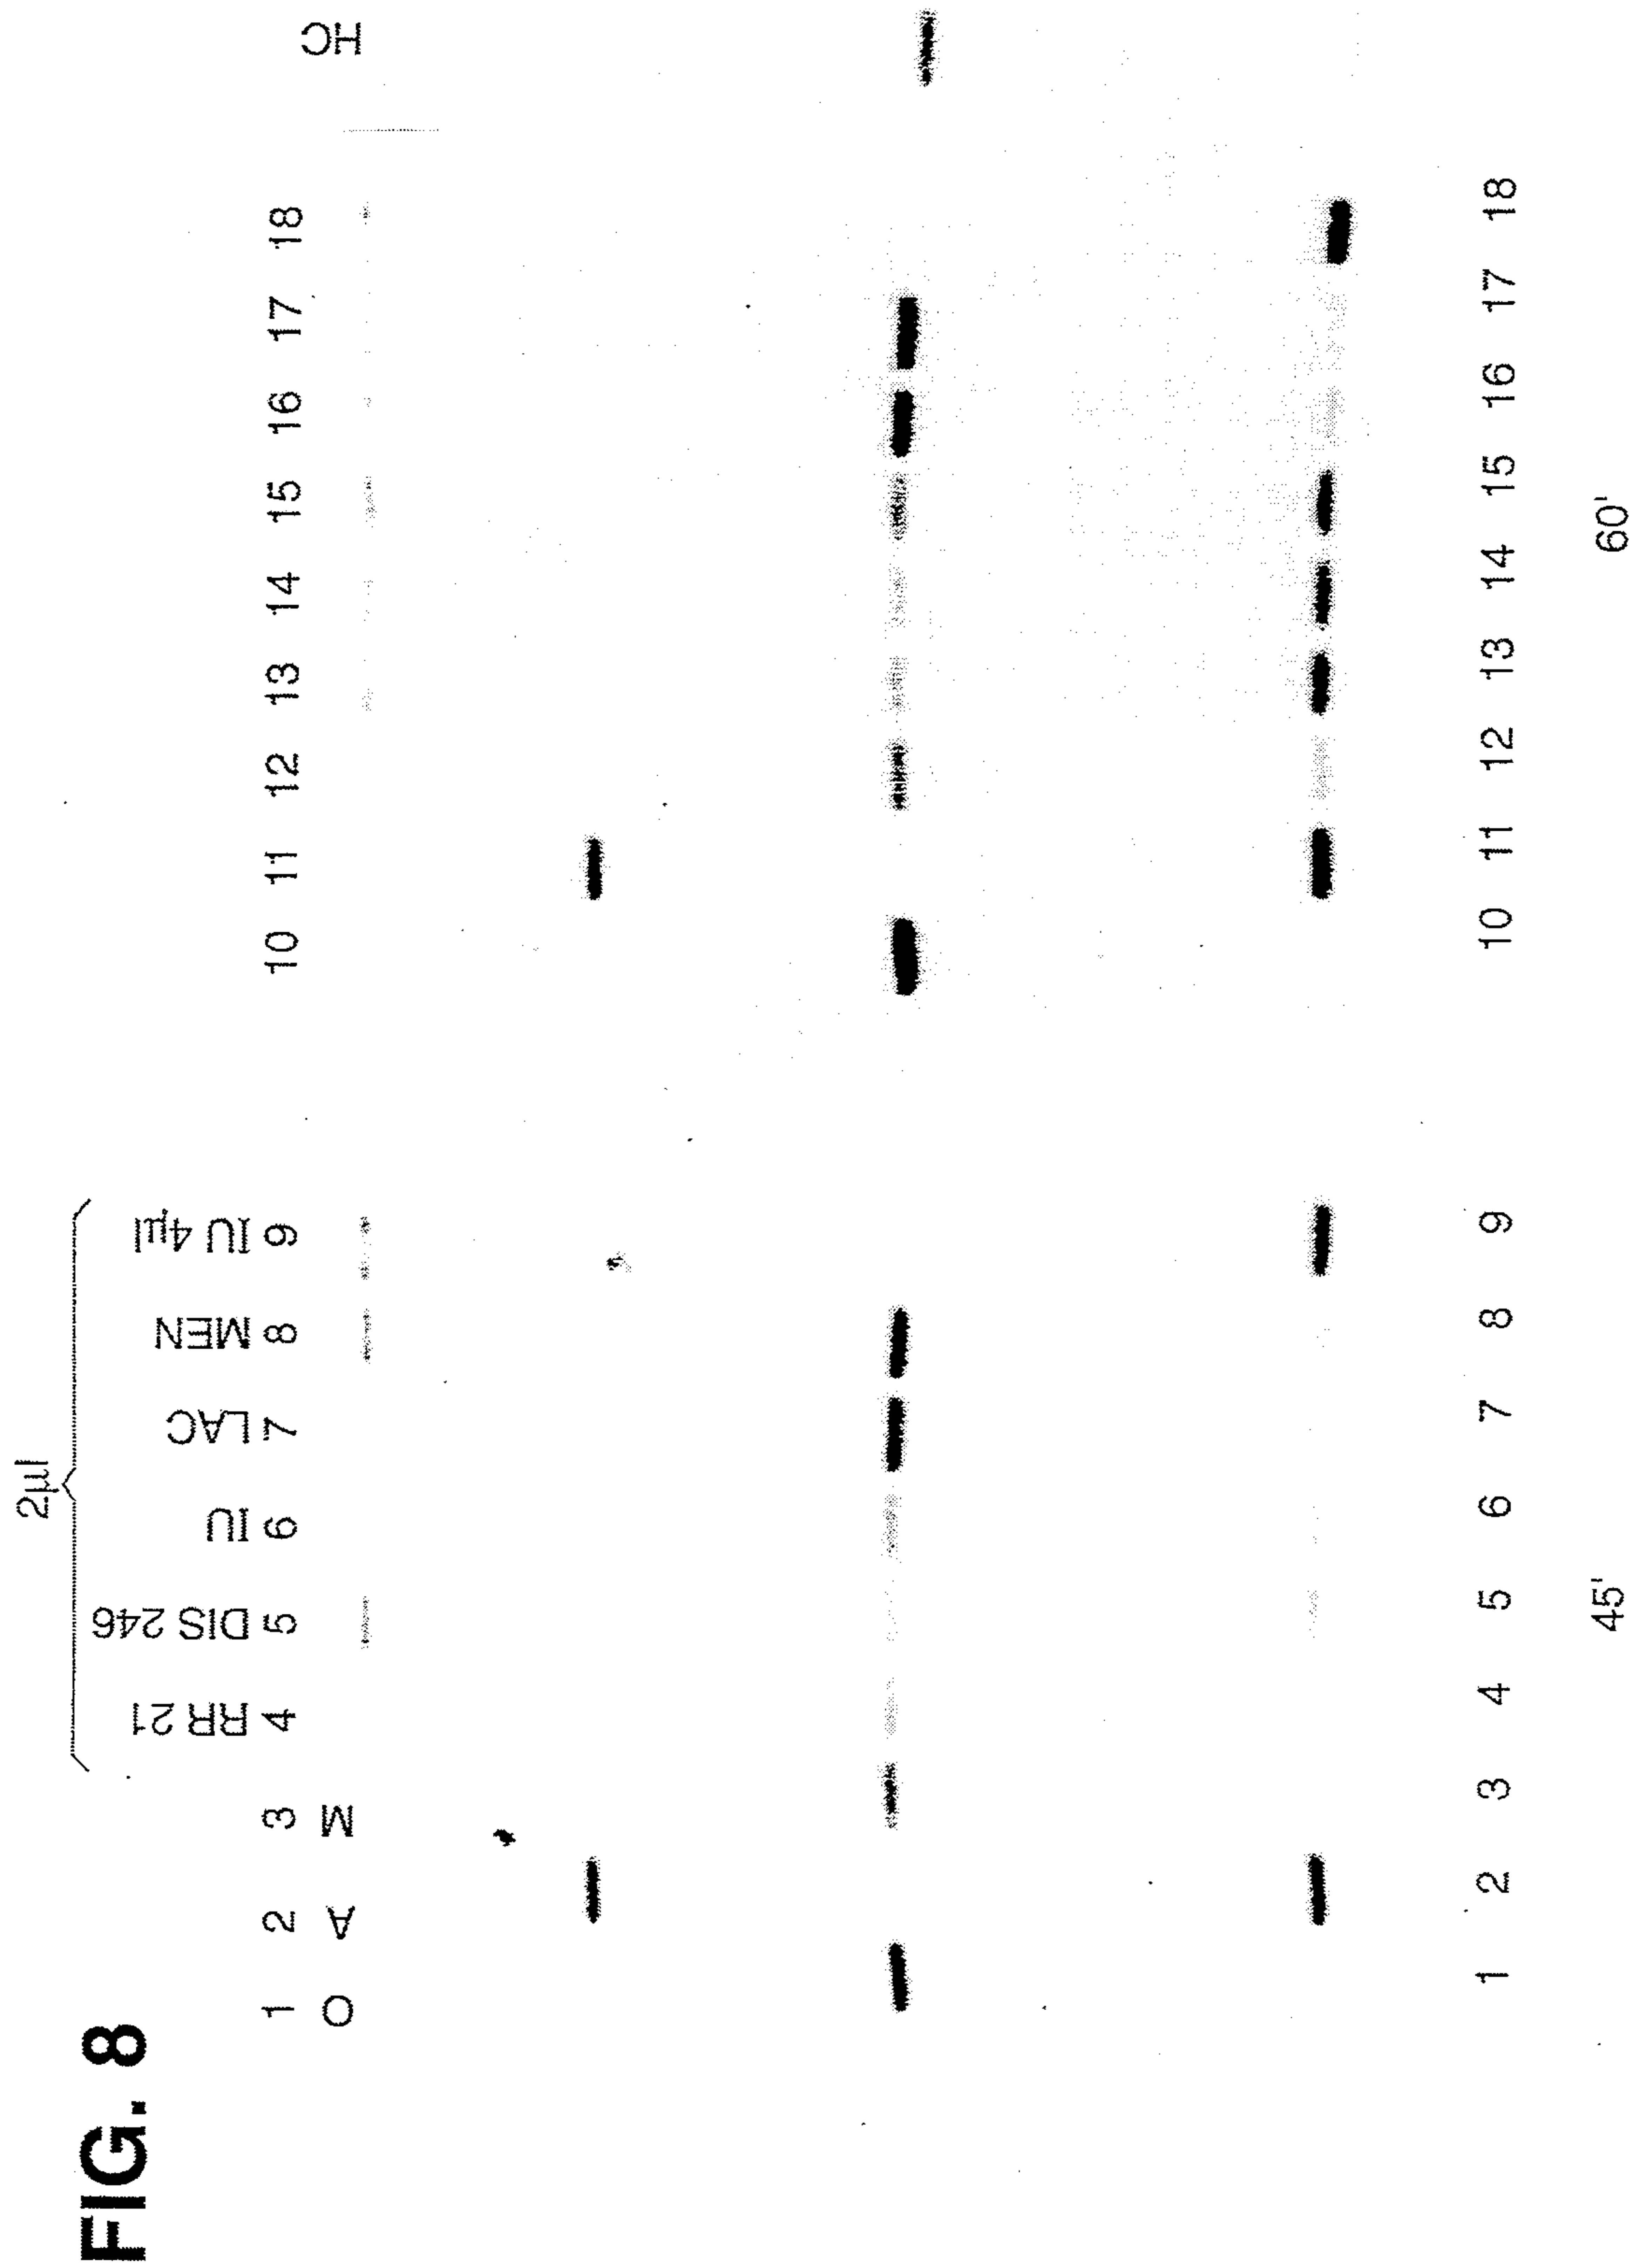 FIG. 8
2µl
RR 21
DIS 246
IU
LAC
MEN
IU 4µl
1 2 3 4 5 6 7 8 9 10 11 12 13 14 15 16 17 18
O A M HC
1 2 3 4 5 6 7 8 9 10 11 12 13 14 15 16 17 18
45' 60'